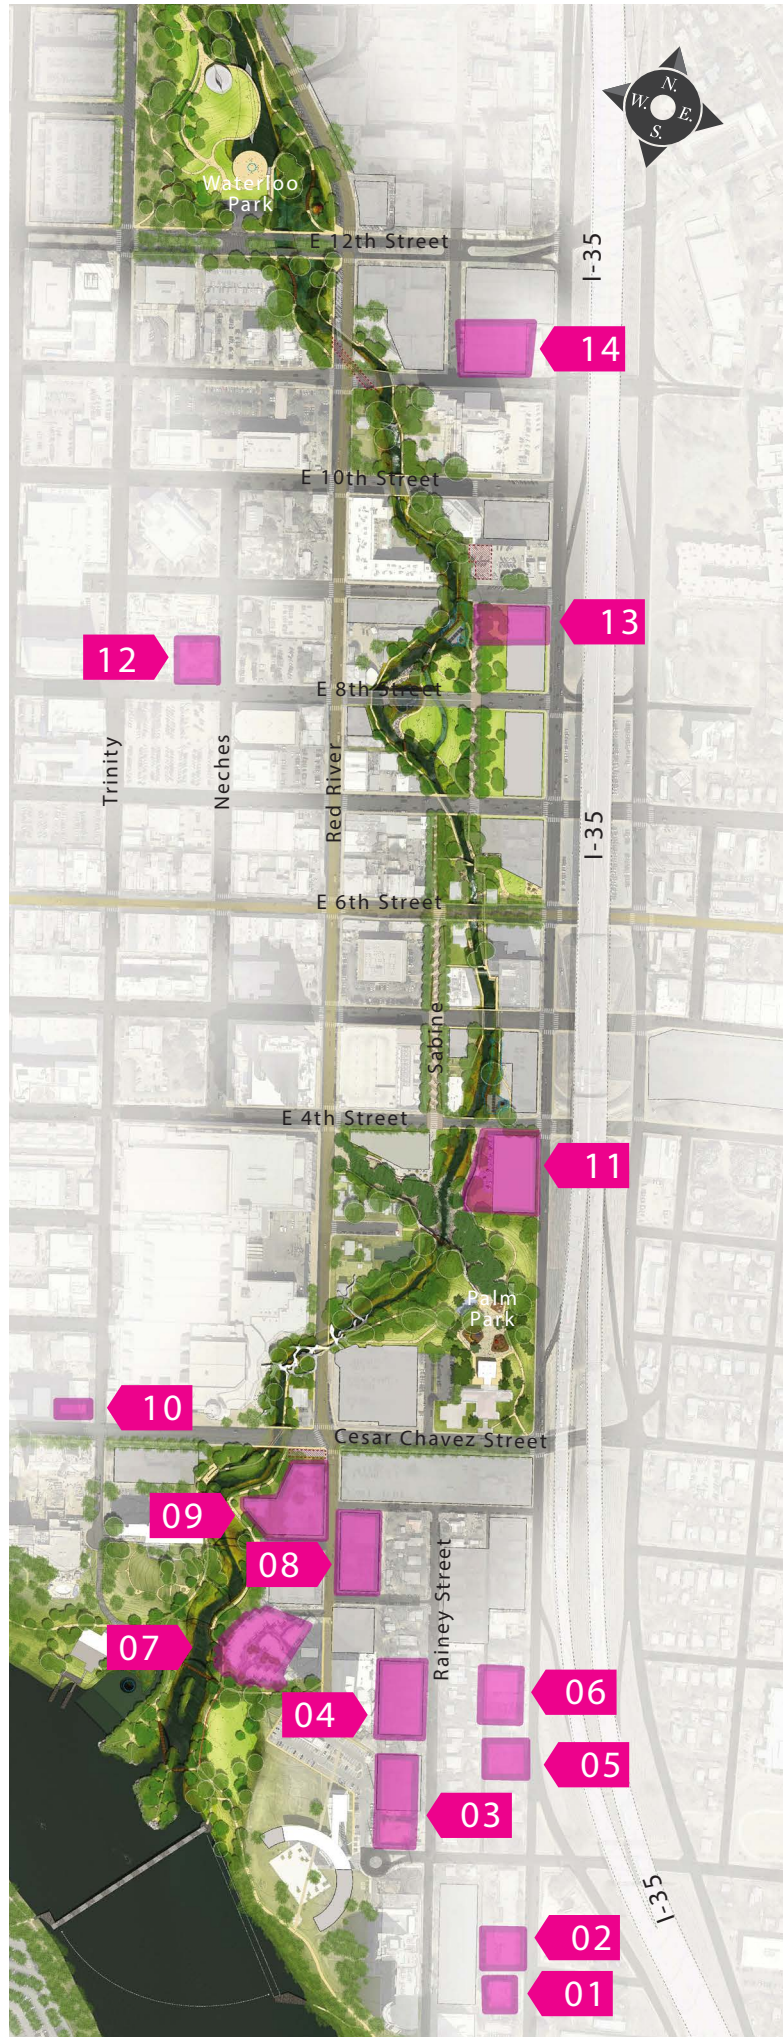 N.
W.
E.
S.
Waterloo
Park
E 12th Street
I-35
14
E 10th Street
13
12
E 8th Street
Trinity
Neches
Red River
I-35
E 6th Street
Sabine
E 4th Street
11
Palm
Park
10
Cesar Chavez Street
09
08
Rainey Street
07
06
04
05
03
I-35
02
01